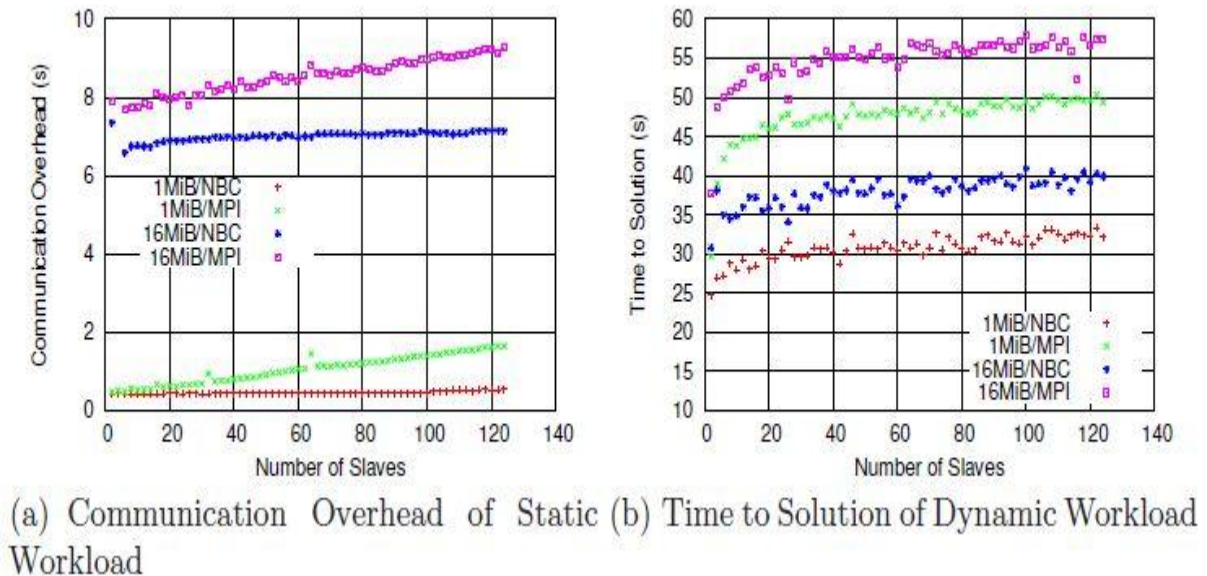 Communication Overhead (s)
10
8
6
4
2
0
1MiB/NBC
1MiB/MPI
16MiB/NBC
16MiB/MPI
0 20 40 60 80 100 120 140
Number of Slaves
Time to Solution (s)
60
55
50
45
40
35
30
25
20
15
10
1MiB/NBC
1MiB/MPI
16MiB/NBC
16MiB/MPI
0 20 40 60 80 100 120 140
Number of Slaves
(a) Communication Overhead of Static
Workload
(b) Time to Solution of Dynamic Workload